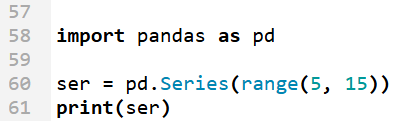 57
58 import pandas as pd
59
60 ser = pd.Series(range(5, 15))
61 print(ser)